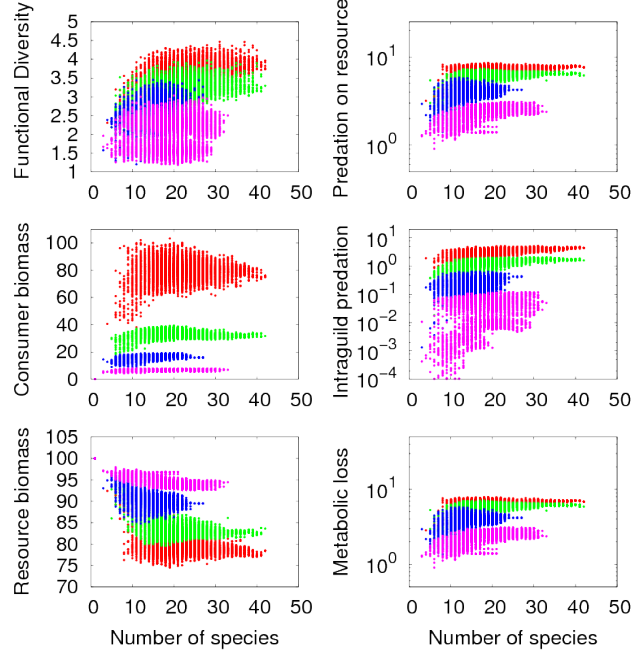 Functional Diversity
5
4.5
4
3.5
3
2.5
2
1.5
1
0 10 20 30 40 50
Predation on resource
10^1
10^0
0 10 20 30 40 50
Consumer biomass
100
80
60
40
20
0
0 10 20 30 40 50
Intraguild predation
10^1
10^0
10^-1
10^-2
10^-3
10^-4
0 10 20 30 40 50
Resource biomass
105
100
95
90
85
80
75
70
0 10 20 30 40 50
Number of species
Metabolic loss
10^1
10^0
0 10 20 30 40 50
Number of species